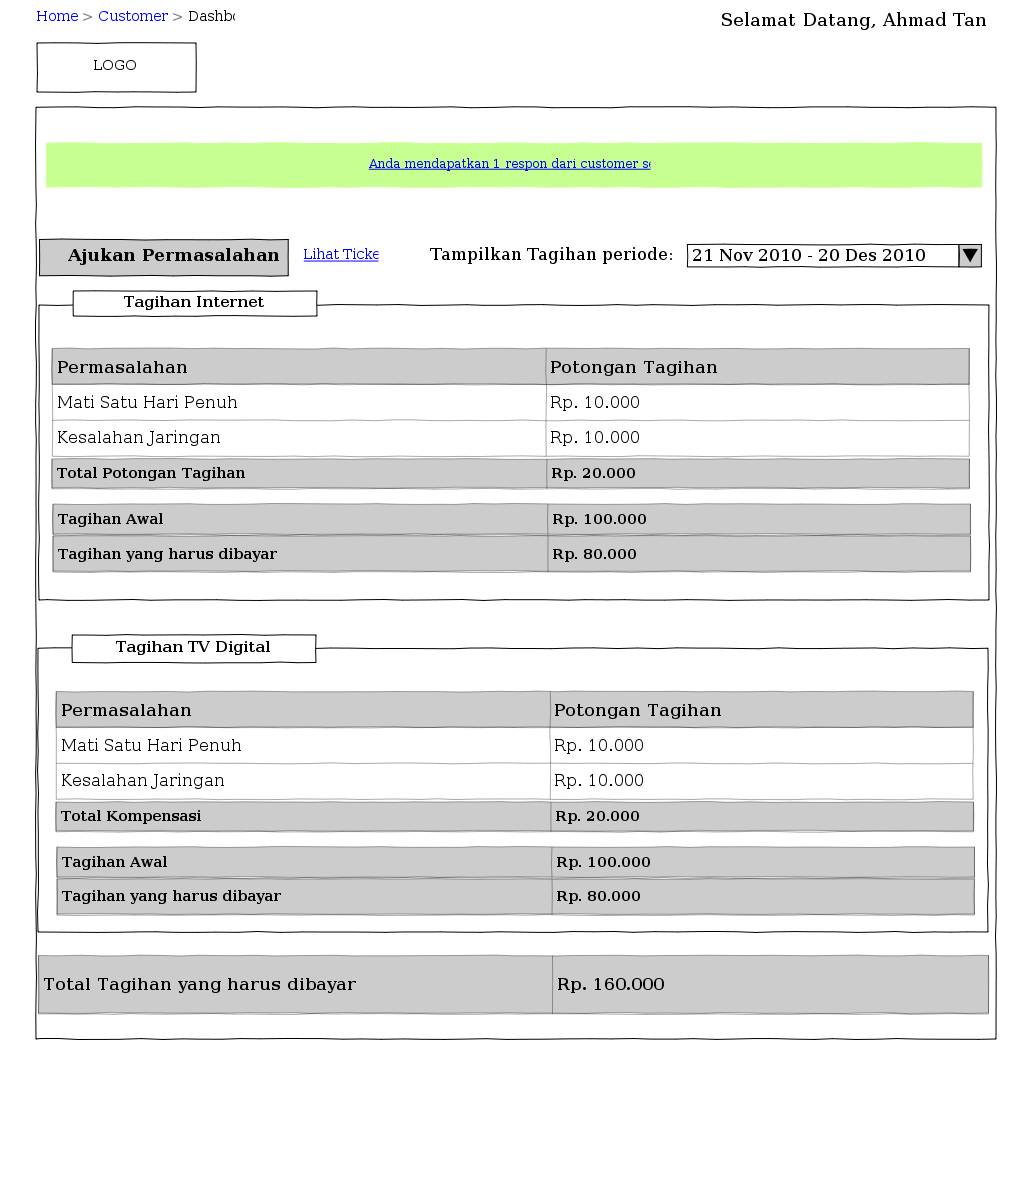 Home > Customer >
Selamat Datang, Ahmad Tan
LOGO
Anda mendapatkan 1 respon dari customer
Ajukan Permasalahan
Lihat
Tampilkan Tagihan periode:
21 Nov 2010 - 20 Des 2010
Tagihan Internet
Permasalahan Potongan Tagihan
Mati Satu Hari Penuh Rp. 10.000
Kesalahan Jaringan Rp. 10.000
Total Potongan Tagihan Rp. 20.000
Tagihan Awal Rp. 100.000
Tagihan yang harus dibayar Rp. 80.000
Tagihan TV Digital
Permasalahan Potongan Tagihan
Mati Satu Hari Penuh Rp. 10.000
Kesalahan Jaringan Rp. 10.000
Total Kompensasi Rp. 20.000
Tagihan Awal Rp. 100.000
Tagihan yang harus dibayar Rp. 80.000
Total Tagihan yang harus dibayar Rp. 160.000